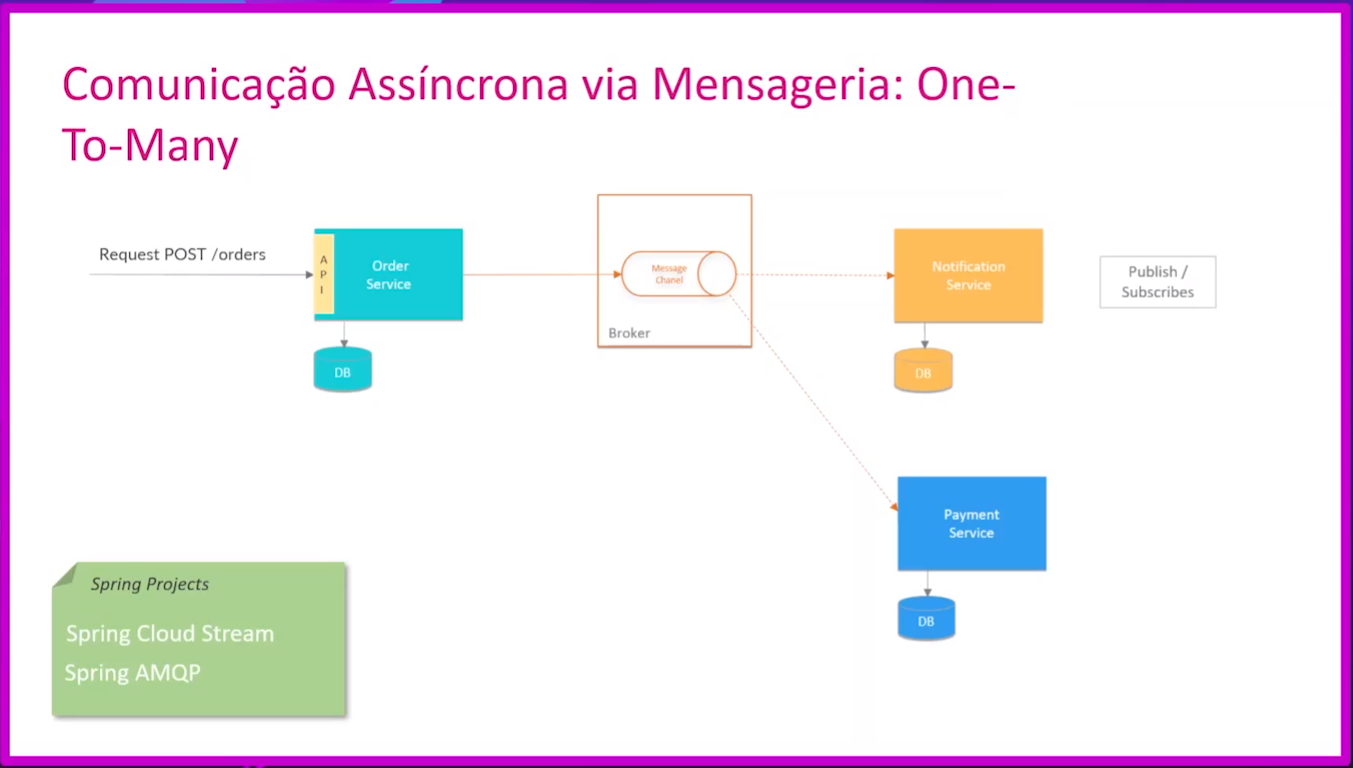 Comunicação Assíncrona via Mensageria: One-
To-Many
Request POST /orders
A
P
I
Order
Service
DB
Message
Chanel
Broker
Notification
Service
DB
Publish /
Subscribes
Payment
Service
DB
Spring Projects
Spring Cloud Stream
Spring AMQP